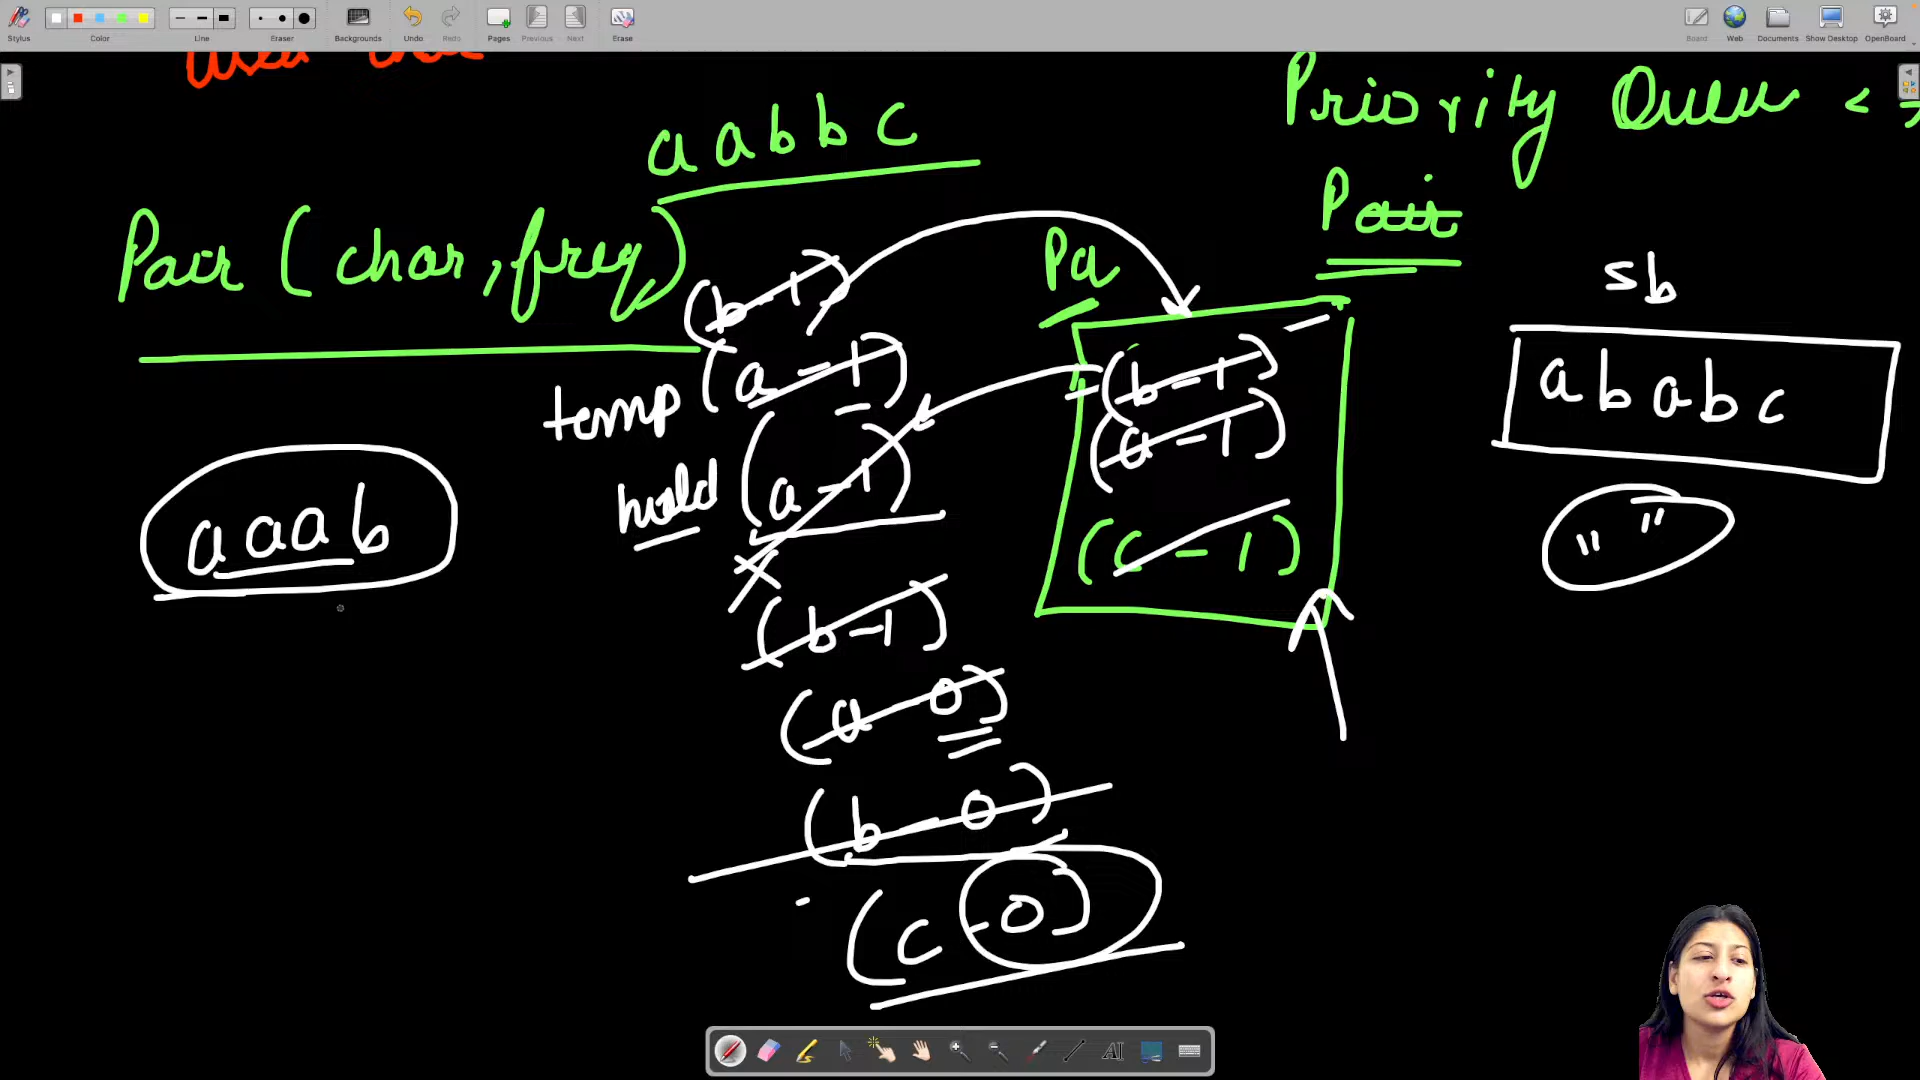 Stylus
Color
Line
Eraser
Backgrounds
Undo
Redo
Pages
Previous
Next
Erase
Board
Web
Documents
Show Desktop
OpenBoard
Priority Queue <
Pair
a a b b c
Pair (char, freq)
Pq
sb
(b-1)
temp (a-1)
hold (a-1)
(b-1)
(a-1)
(c-1)
a b a b c
" "
a a a b
(b-1)
(a-0)
(b-0)
(c-0)
AI